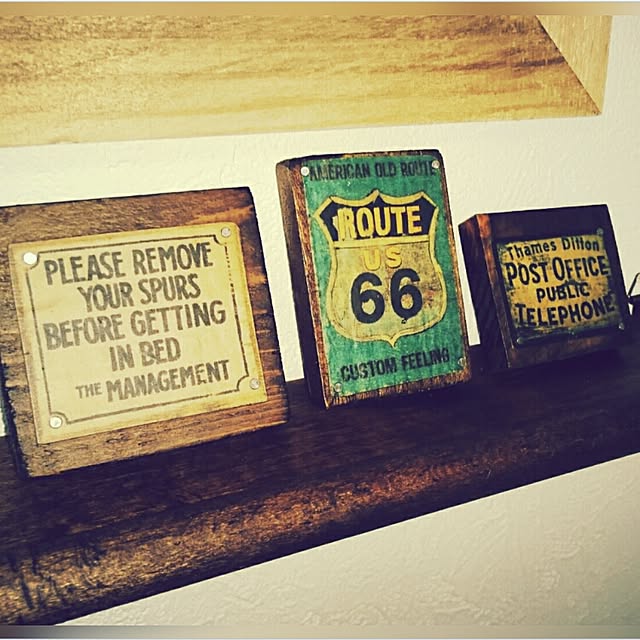 PLEASE REMOVE
YOUR SPURS
BEFORE GETTING
IN BED
THE MANAGEMENT
AMERICAN OLD ROUTE
ROUTE
US
66
CUSTOM FEELING
Thames Ditton
POST OFFICE
PUBLIC
TELEPHONE